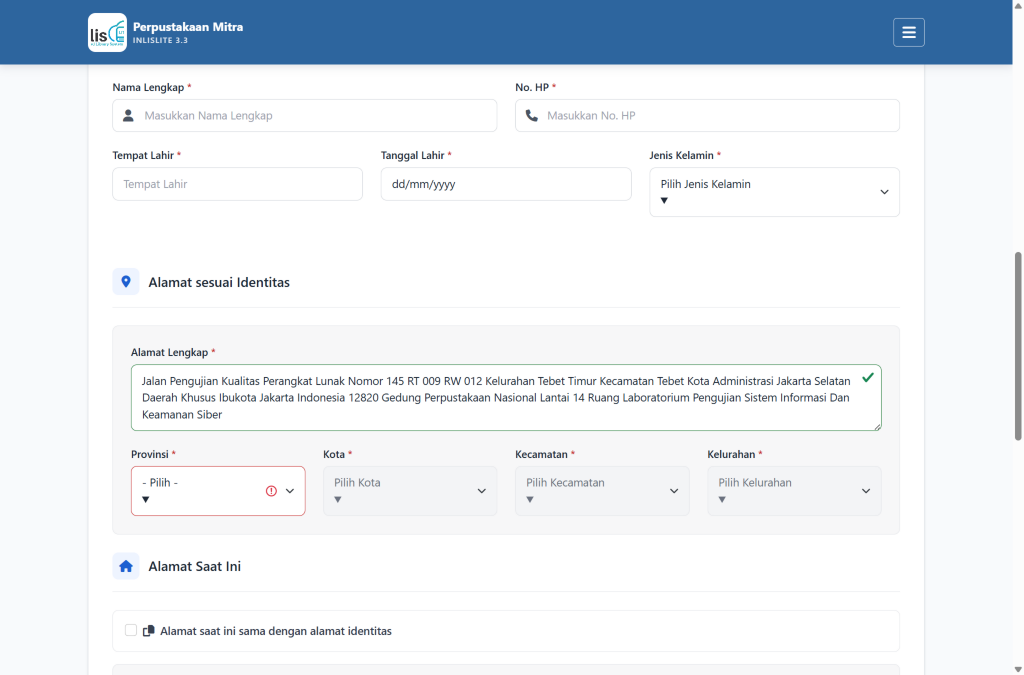 lis
Perpustakaan Mitra
INLISLITE 3.3
Nama Lengkap *
No. HP *
Masukkan Nama Lengkap
Masukkan No. HP
Tempat Lahir *
Tanggal Lahir *
Jenis Kelamin *
Tempat Lahir
dd/mm/yyyy
Pilih Jenis Kelamin
Alamat sesuai Identitas
Alamat Lengkap *
Jalan Pengujian Kualitas Perangkat Lunak Nomor 145 RT 009 RW 012 Kelurahan Tebet Timur Kecamatan Tebet Kota Administrasi Jakarta Selatan
Daerah Khusus Ibukota Jakarta Indonesia 12820 Gedung Perpustakaan Nasional Lantai 14 Ruang Laboratorium Pengujian Sistem Informasi Dan
Keamanan Siber
Provinsi *
Kota *
Kecamatan *
Kelurahan *
- Pilih -
Pilih Kota
Pilih Kecamatan
Pilih Kelurahan
Alamat Saat Ini
Alamat saat ini sama dengan alamat identitas